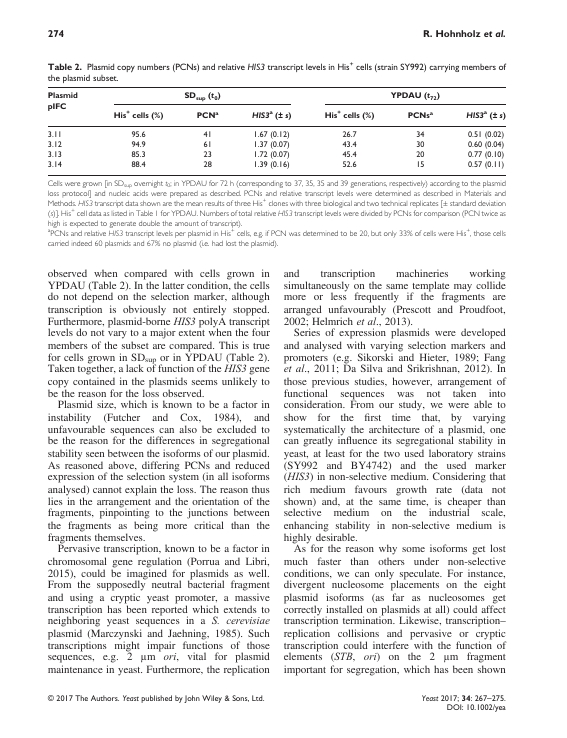 274
R. Hohnholz et al.
Table 2. Plasmid copy numbers (PCNs) and relative HIS3 transcript levels in His+ cells (strain SY992) carrying members of
the plasmid subset.
Plasmid
pIFC
SDsup (t0)
YPDAU (t72)
His+ cells (%) PCNa HIS3a (± s) His+ cells (%) PCNsa HIS3a (± s)
3.11 95.6 41 1.67 (0.12) 26.7 34 0.51 (0.02)
3.12 94.9 61 1.37 (0.07) 43.4 30 0.60 (0.04)
3.13 85.3 23 1.72 (0.07) 45.4 20 0.77 (0.10)
3.14 88.4 28 1.39 (0.16) 52.6 15 0.57 (0.11)
Cells were grown [in SDsup overnight t0; in YPDAU for 72 h (corresponding to 37, 35, 35 and 39 generations, respectively) according to the plasmid
loss protocol] and nucleic acids were prepared as described. PCNs and relative transcript levels were determined as described in Materials and
Methods. HIS3 transcript data shown are the mean results of three His+ clones with three biological and two technical replicates [± standard deviation
(s)]. His+ cell data as listed in Table 1 for YPDAU. Numbers of total relative HIS3 transcript levels were divided by PCNs for comparison (PCN twice as
high is expected to generate double the amount of transcript).
aPCNs and relative HIS3 transcript levels per plasmid in His+ cells, e.g. if PCN was determined to be 20, but only 33% of cells were His+, those cells
carried indeed 60 plasmids and 67% no plasmid (i.e. had lost the plasmid).
observed when compared with cells grown in
YPDAU (Table 2). In the latter condition, the cells
do not depend on the selection marker, although
transcription is obviously not entirely stopped.
Furthermore, plasmid-borne HIS3 polyA transcript
levels do not vary to a major extent when the four
members of the subset are compared. This is true
for cells grown in SDsup or in YPDAU (Table 2).
Taken together, a lack of function of the HIS3 gene
copy contained in the plasmids seems unlikely to
be the reason for the loss observed.
Plasmid size, which is known to be a factor in
instability (Futcher and Cox, 1984), and
unfavourable sequences can also be excluded to
be the reason for the differences in segregational
stability seen between the isoforms of our plasmid.
As reasoned above, differing PCNs and reduced
expression of the selection system (in all isoforms
analysed) cannot explain the loss. The reason thus
lies in the arrangement and the orientation of the
fragments, pinpointing to the junctions between
the fragments as being more critical than the
fragments themselves.
Pervasive transcription, known to be a factor in
chromosomal gene regulation (Porrua and Libri,
2015), could be imagined for plasmids as well.
From the supposedly neutral bacterial fragment
and using a cryptic yeast promoter, a massive
transcription has been reported which extends to
neighboring yeast sequences in a S. cerevisiae
plasmid (Marczynski and Jaehning, 1985). Such
transcriptions might impair functions of those
sequences, e.g. 2 μm ori, vital for plasmid
maintenance in yeast. Furthermore, the replication
and transcription machineries working
simultaneously on the same template may collide
more or less frequently if the fragments are
arranged unfavourably (Prescott and Proudfoot,
2002; Helmrich et al., 2013).
Series of expression plasmids were developed
and analysed with varying selection markers and
promoters (e.g. Sikorski and Hieter, 1989; Fang
et al., 2011; Da Silva and Srikrishnan, 2012). In
those previous studies, however, arrangement of
functional sequences was not taken into
consideration. From our study, we were able to
show for the first time that, by varying
systematically the architecture of a plasmid, one
can greatly influence its segregational stability in
yeast, at least for the two used laboratory strains
(SY992 and BY4742) and the used marker
(HIS3) in non-selective medium. Considering that
rich medium favours growth rate (data not
shown) and, at the same time, is cheaper than
selective medium on the industrial scale,
enhancing stability in non-selective medium is
highly desirable.
As for the reason why some isoforms get lost
much faster than others under non-selective
conditions, we can only speculate. For instance,
divergent nucleosome placements on the eight
plasmid isoforms (as far as nucleosomes get
correctly installed on plasmids at all) could affect
transcription termination. Likewise, transcription–
replication collisions and pervasive or cryptic
transcription could interfere with the function of
elements (STB, ori) on the 2 μm fragment
important for segregation, which has been shown
© 2017 The Authors. Yeast published by John Wiley & Sons, Ltd.
Yeast 2017; 34: 267–275.
DOI: 10.1002/yea